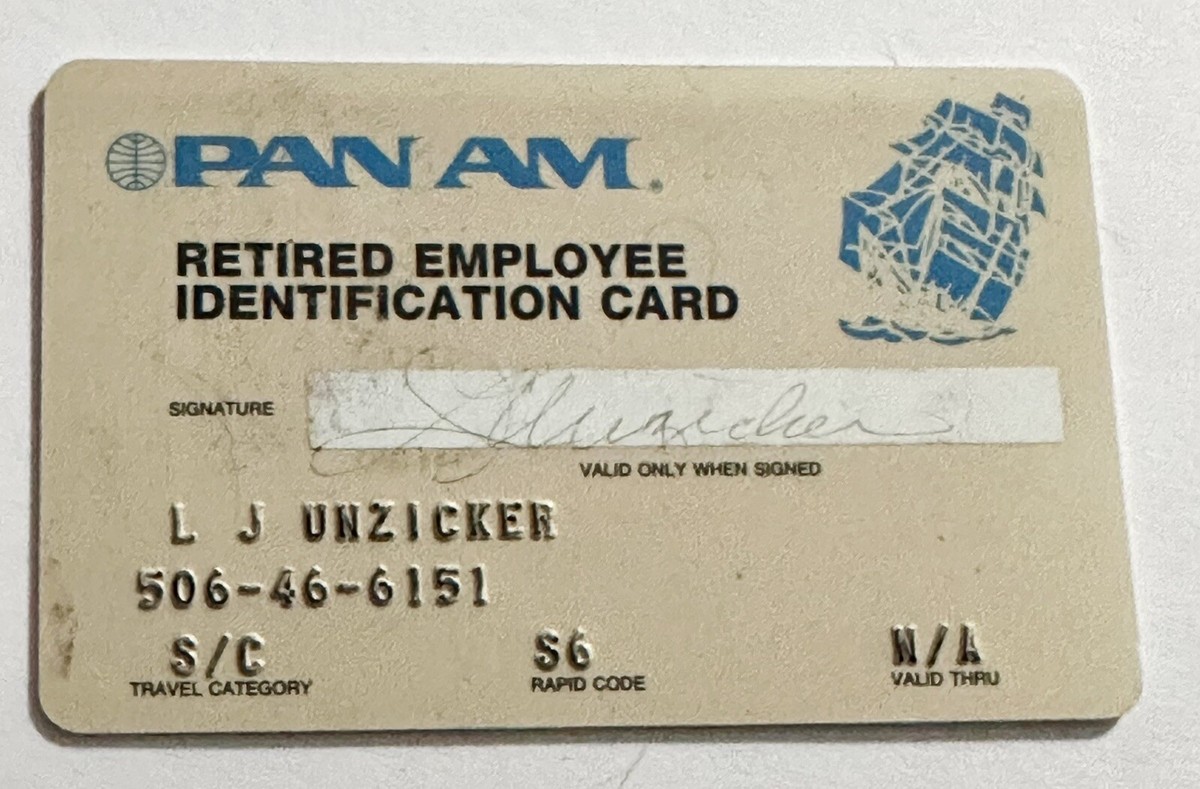 PAN AM.
RETIRED EMPLOYEE
IDENTIFICATION CARD
SIGNATURE
VALID ONLY WHEN SIGNED
L J UNZICKER
506-46-6151
S/C S6 N/A
TRAVEL CATEGORY RAPID CODE VALID THRU